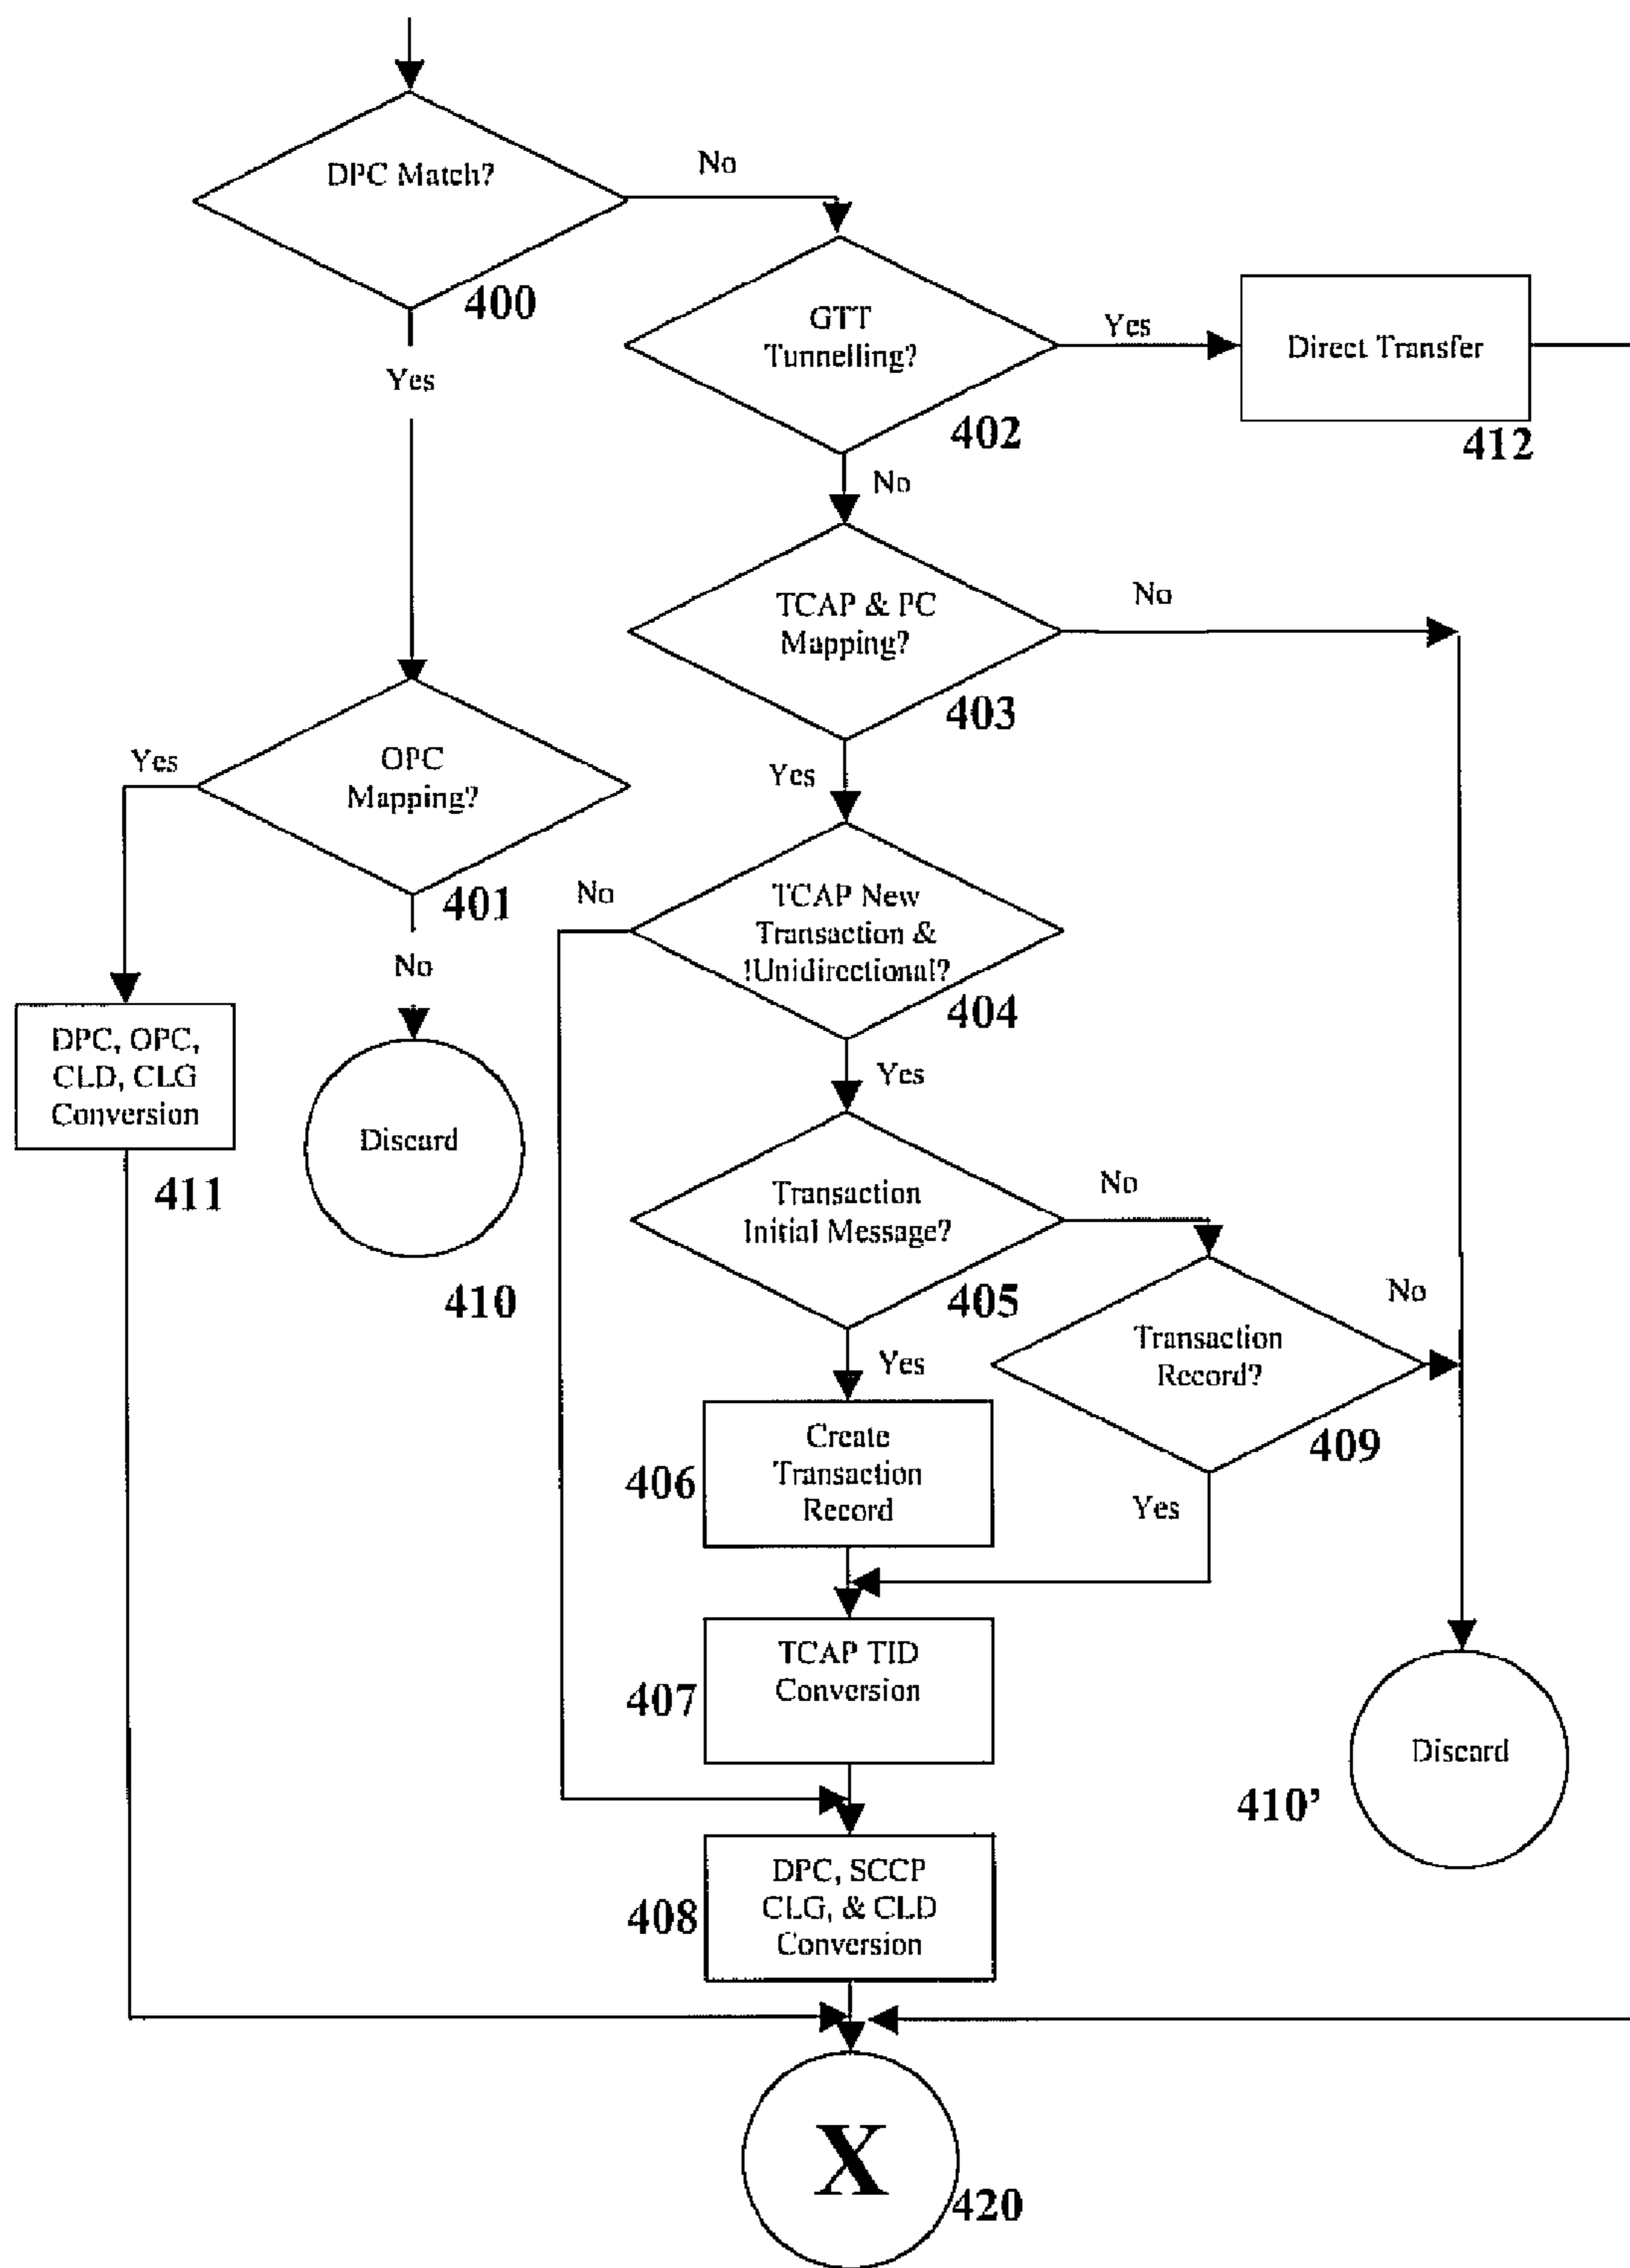 DPC Match?
No
400
Yes
GTT
Tunnelling?
Yes
Direct Transfer
402
412
No
TCAP & PC
Mapping?
No
403
Yes
OPC
Mapping?
Yes
401
No
No
TCAP New
Transaction &
!Unidirectional?
404
Yes
DPC, OPC,
CLD, CLG
Conversion
411
Discard
410
Transaction
Initial Message?
No
405
Yes
Transaction
Record?
No
409
Yes
Create
Transaction
Record
406
TCAP TID
Conversion
407
Discard
410’
DPC, SCCP
CLG, & CLD
Conversion
408
X
420